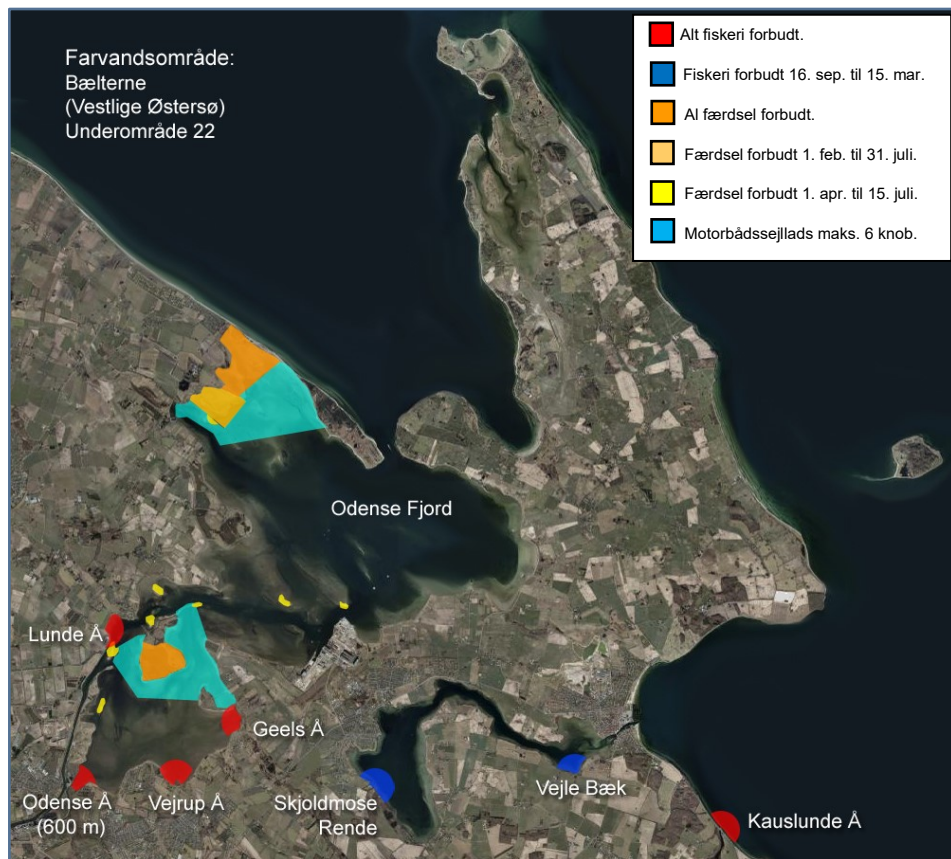 Farvandsområde:
Bælterne
(Vestlige Østersø)
Underområde 22
Alt fiskeri forbudt.
Fiskeri forbudt 16. sep. til 15. mar.
Al færdsel forbudt.
Færdsel forbudt 1. feb. til 31. juli.
Færdsel forbudt 1. apr. til 15. juli.
Motorbådssejllads maks. 6 knob.
Odense Fjord
Lunde Å
Geels Å
Odense Å
(600 m)
Vejrup Å
Skjoldmose
Rende
Vejle Bæk
Kauslunde Å